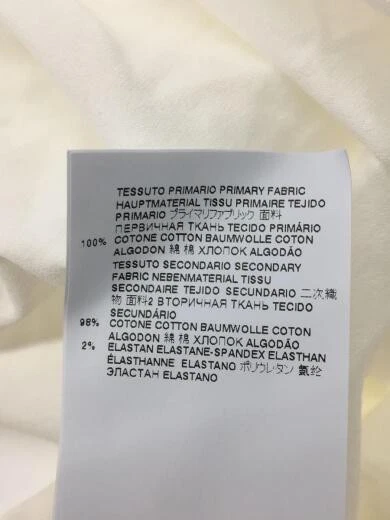 TESSUTO PRIMARIO PRIMARY FABRIC
HAUPTMATERIAL TISSU PRIMAIRE TEJIDO
PRIMARIO プライマリファブリック 面料
ПЕРВИЧНАЯ ТКАНЬ TECIDO PRIMÁRIO
100% COTONE COTTON BAUMWOLLE COTON
ALGODON 綿 棉 ХЛОПОК ALGODÃO
TESSUTO SECONDARIO SECONDARY
FABRIC NEBENMATERIAL TISSU
SECONDAIRE TEJIDO SECUNDARIO 二次織
物 面料2 ВТОРИЧНАЯ ТКАНЬ TECIDO
SECUNDÁRIO
98% COTONE COTTON BAUMWOLLE COTON
ALGODON 綿 棉 ХЛОПОК ALGODÃO
2% ELASTAN ELASTANE-SPANDEX ELASTHAN
ÉLASTHANNE ELASTANO ポリウレタン 氨纶
ЭЛАСТАН ELASTANO